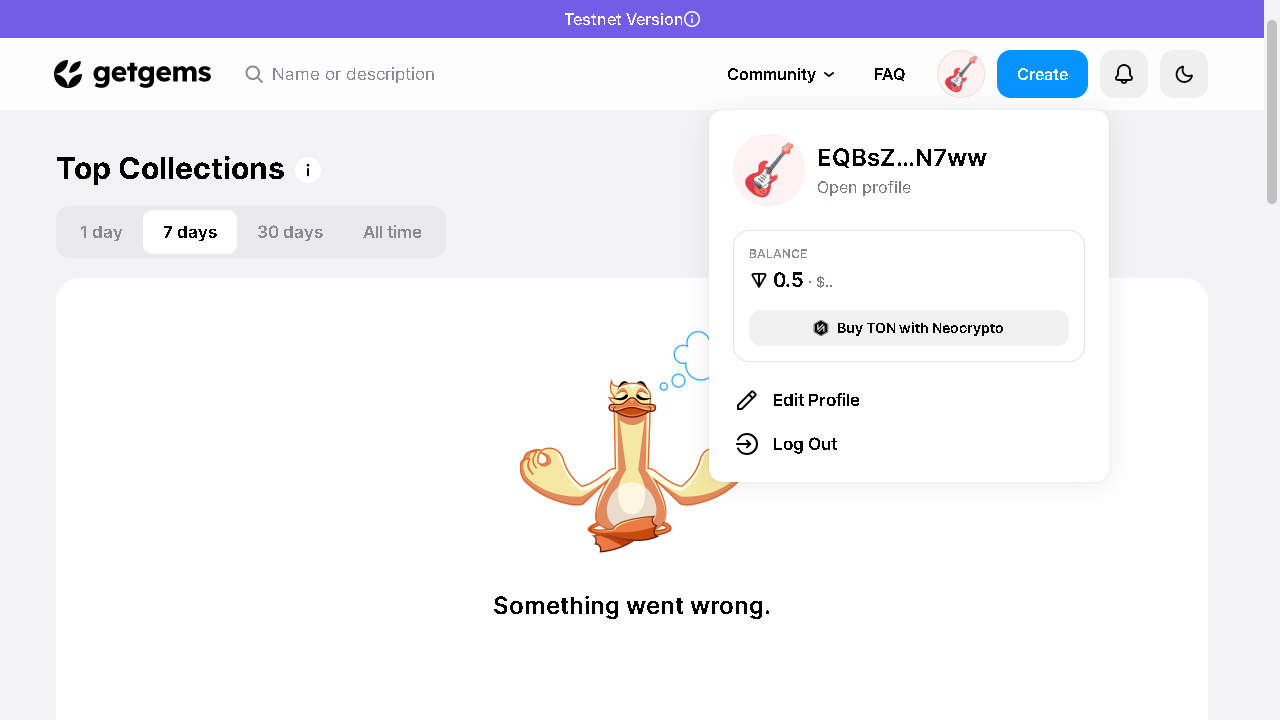 Testnet Version
getgems
Name or description
Community
FAQ
Create
Top Collections
1 day
7 days
30 days
All time
EQBsZ...N7ww
Open profile
BALANCE
0.5 · $..
Buy TON with Neocrypto
Edit Profile
Log Out
Something went wrong.